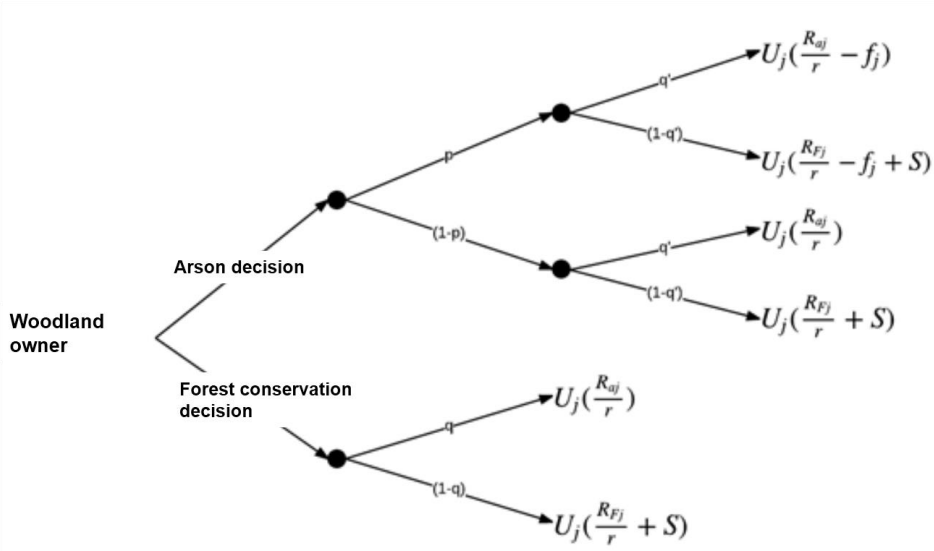 U_j(R_aj/r − f_j)
q'
(1-q')
p
U_j(R_Fj/r − f_j + S)
U_j(R_aj/r)
(1-p)
q'
Arson decision
(1-q')
U_j(R_Fj/r + S)
Woodland
owner
Forest conservation
decision
U_j(R_aj/r)
q
(1-q)
U_j(R_Fj/r + S)